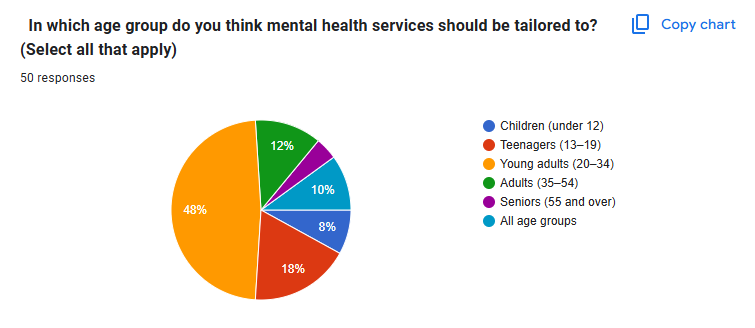 In which age group do you think mental health services should be tailored to?
(Select all that apply)
Copy chart
50 responses
Children (under 12)
Teenagers (13–19)
Young adults (20–34)
Adults (35–54)
Seniors (55 and over)
All age groups
12%
10%
48%
8%
18%